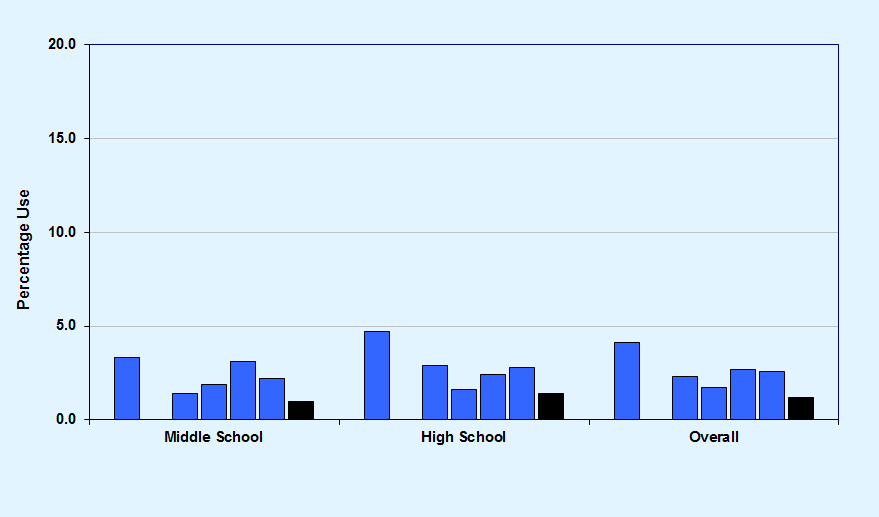 20.0
15.0
10.0
5.0
0.0
Percentage Use
Middle School
High School
Overall